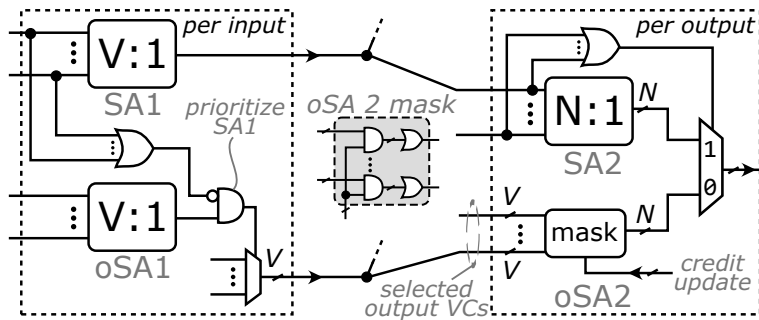 per input
V:1
SA1
prioritize
SA1
V:1
oSA1
V
oSA 2 mask
V
V
selected
output VCs
per output
N:1
N
SA2
1
0
mask
N
oSA2
credit
update